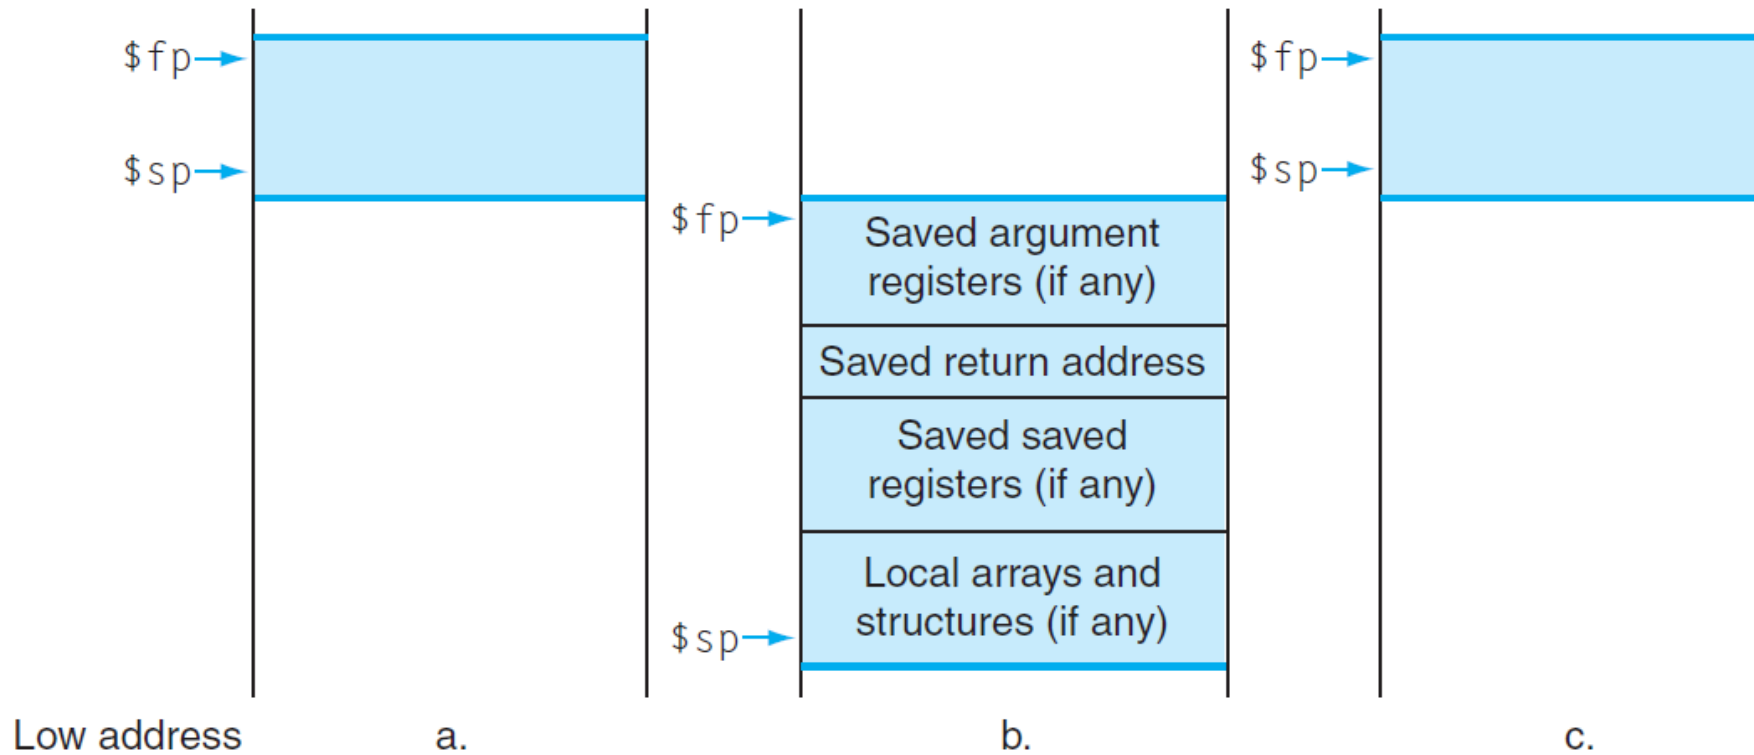 $fp
$sp
$fp
Saved argument
registers (if any)
Saved return address
Saved saved
registers (if any)
Local arrays and
structures (if any)
$sp
$fp
$sp
Low address
a.
b.
c.